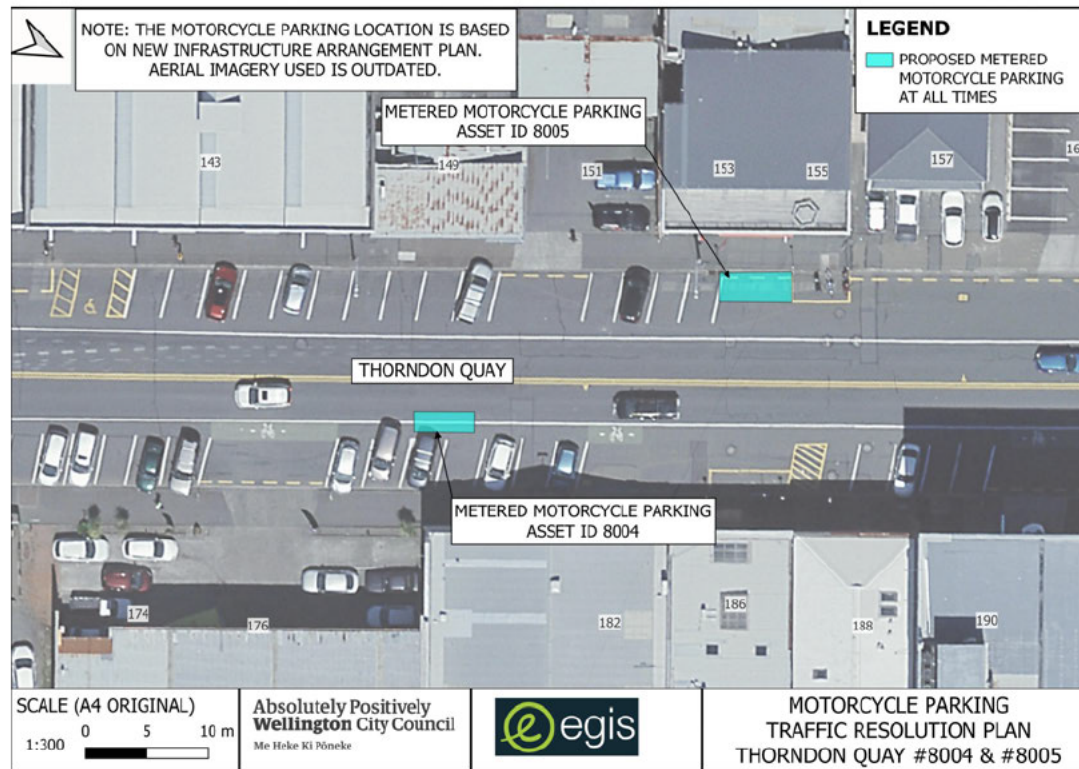 NOTE: THE MOTORCYCLE PARKING LOCATION IS BASED
ON NEW INFRASTRUCTURE ARRANGEMENT PLAN.
AERIAL IMAGERY USED IS OUTDATED.
LEGEND
PROPOSED METERED
MOTORCYCLE PARKING
AT ALL TIMES
METERED MOTORCYCLE PARKING
ASSET ID 8005
143
149
151
153
155
157
16
THORNDON QUAY
METERED MOTORCYCLE PARKING
ASSET ID 8004
174
176
182
186
188
190
SCALE (A4 ORIGINAL)
0 5 10 m
1:300
Absolutely Positively
Wellington City Council
Me Heke Ki Pōneke
egis
MOTORCYCLE PARKING
TRAFFIC RESOLUTION PLAN
THORNDON QUAY #8004 & #8005